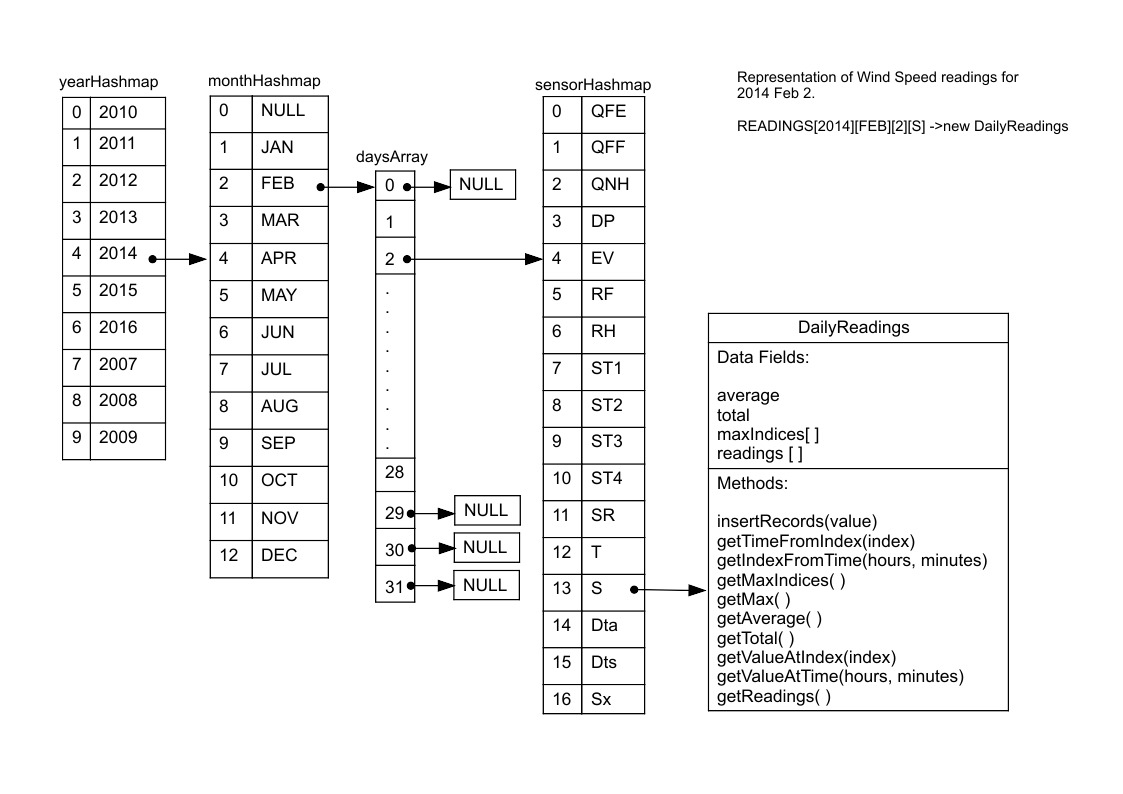 yearHashmap
0 2010
1 2011
2 2012
3 2013
4 2014
5 2015
6 2016
7 2007
8 2008
9 2009
monthHashmap
0 NULL
1 JAN
2 FEB
3 MAR
4 APR
5 MAY
6 JUN
7 JUL
8 AUG
9 SEP
10 OCT
11 NOV
12 DEC
daysArray
0 NULL
1
2
.
.
.
.
.
.
.
.
.
28
29 NULL
30 NULL
31 NULL
sensorHashmap
0 QFE
1 QFF
2 QNH
3 DP
4 EV
5 RF
6 RH
7 ST1
8 ST2
9 ST3
10 ST4
11 SR
12 T
13 S
14 Dta
15 Dts
16 Sx
Representation of Wind Speed readings for
2014 Feb 2.
READINGS[2014][FEB][2][S] ->new DailyReadings
DailyReadings
Data Fields:
average
total
maxIndices[ ]
readings [ ]
Methods:
insertRecords(value)
getTimeFromIndex(index)
getIndexFromTime(hours, minutes)
getMaxIndices( )
getMax( )
getAverage( )
getTotal( )
getValueAtIndex(index)
getValueAtTime(hours, minutes)
getReadings( )